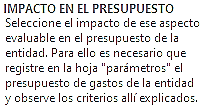 IMPACTO EN EL PRESUPUESTO
Seleccione el impacto de ese aspecto
evaluable en el presupuesto de la
entidad. Para ello es necesario que
registre en la hoja "parámetros" el
presupuesto de gastos de la entidad
y observe los criterios allí explicados.